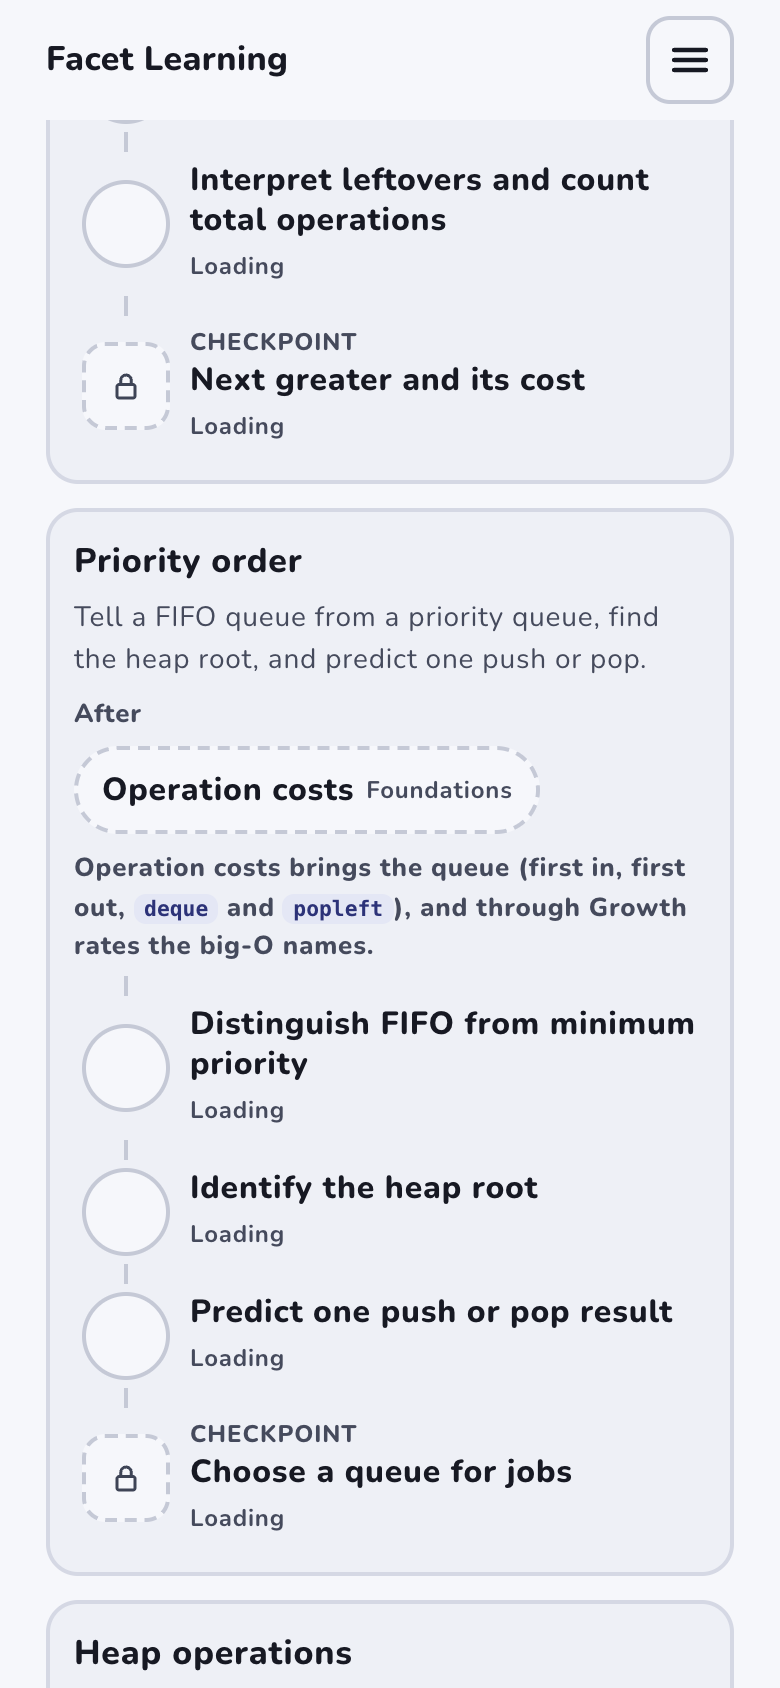 Facet Learning
Interpret leftovers and count
total operations
Loading
CHECKPOINT
Next greater and its cost
Loading
Priority order
Tell a FIFO queue from a priority queue, find
the heap root, and predict one push or pop.
After
Operation costs Foundations
Operation costs brings the queue (first in, first
out, deque and popleft), and through Growth
rates the big-O names.
Distinguish FIFO from minimum
priority
Loading
Identify the heap root
Loading
Predict one push or pop result
Loading
CHECKPOINT
Choose a queue for jobs
Loading
Heap operations